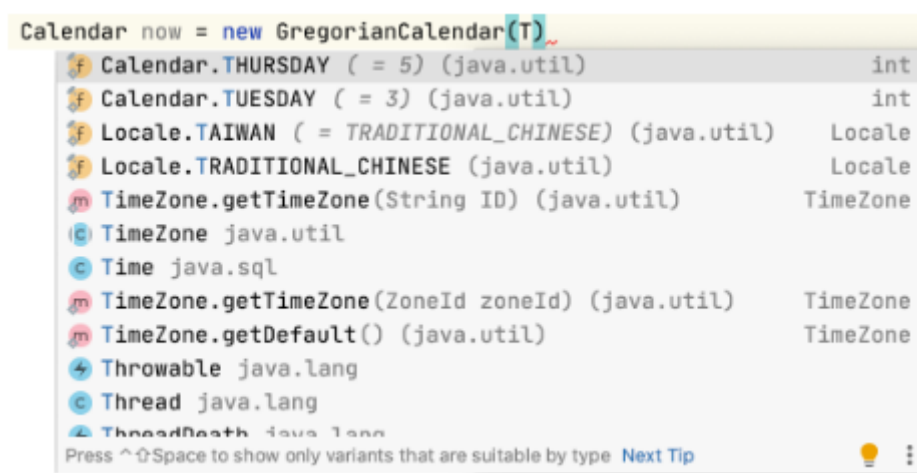 Calendar now = new GregorianCalendar(T)
f Calendar.THURSDAY ( = 5) (java.util) int
f Calendar.TUESDAY ( = 3) (java.util) int
f Locale.TAIWAN ( = TRADITIONAL_CHINESE) (java.util) Locale
f Locale.TRADITIONAL_CHINESE (java.util) Locale
m TimeZone.getTimeZone(String ID) (java.util) TimeZone
C TimeZone java.util
C Time java.sql
m TimeZone.getTimeZone(ZoneId zoneId) (java.util) TimeZone
m TimeZone.getDefault() (java.util) TimeZone
Throwable java.lang
C Thread java.lang
ThreadDeath java.lang
Press ^⇧Space to show only variants that are suitable by type Next Tip